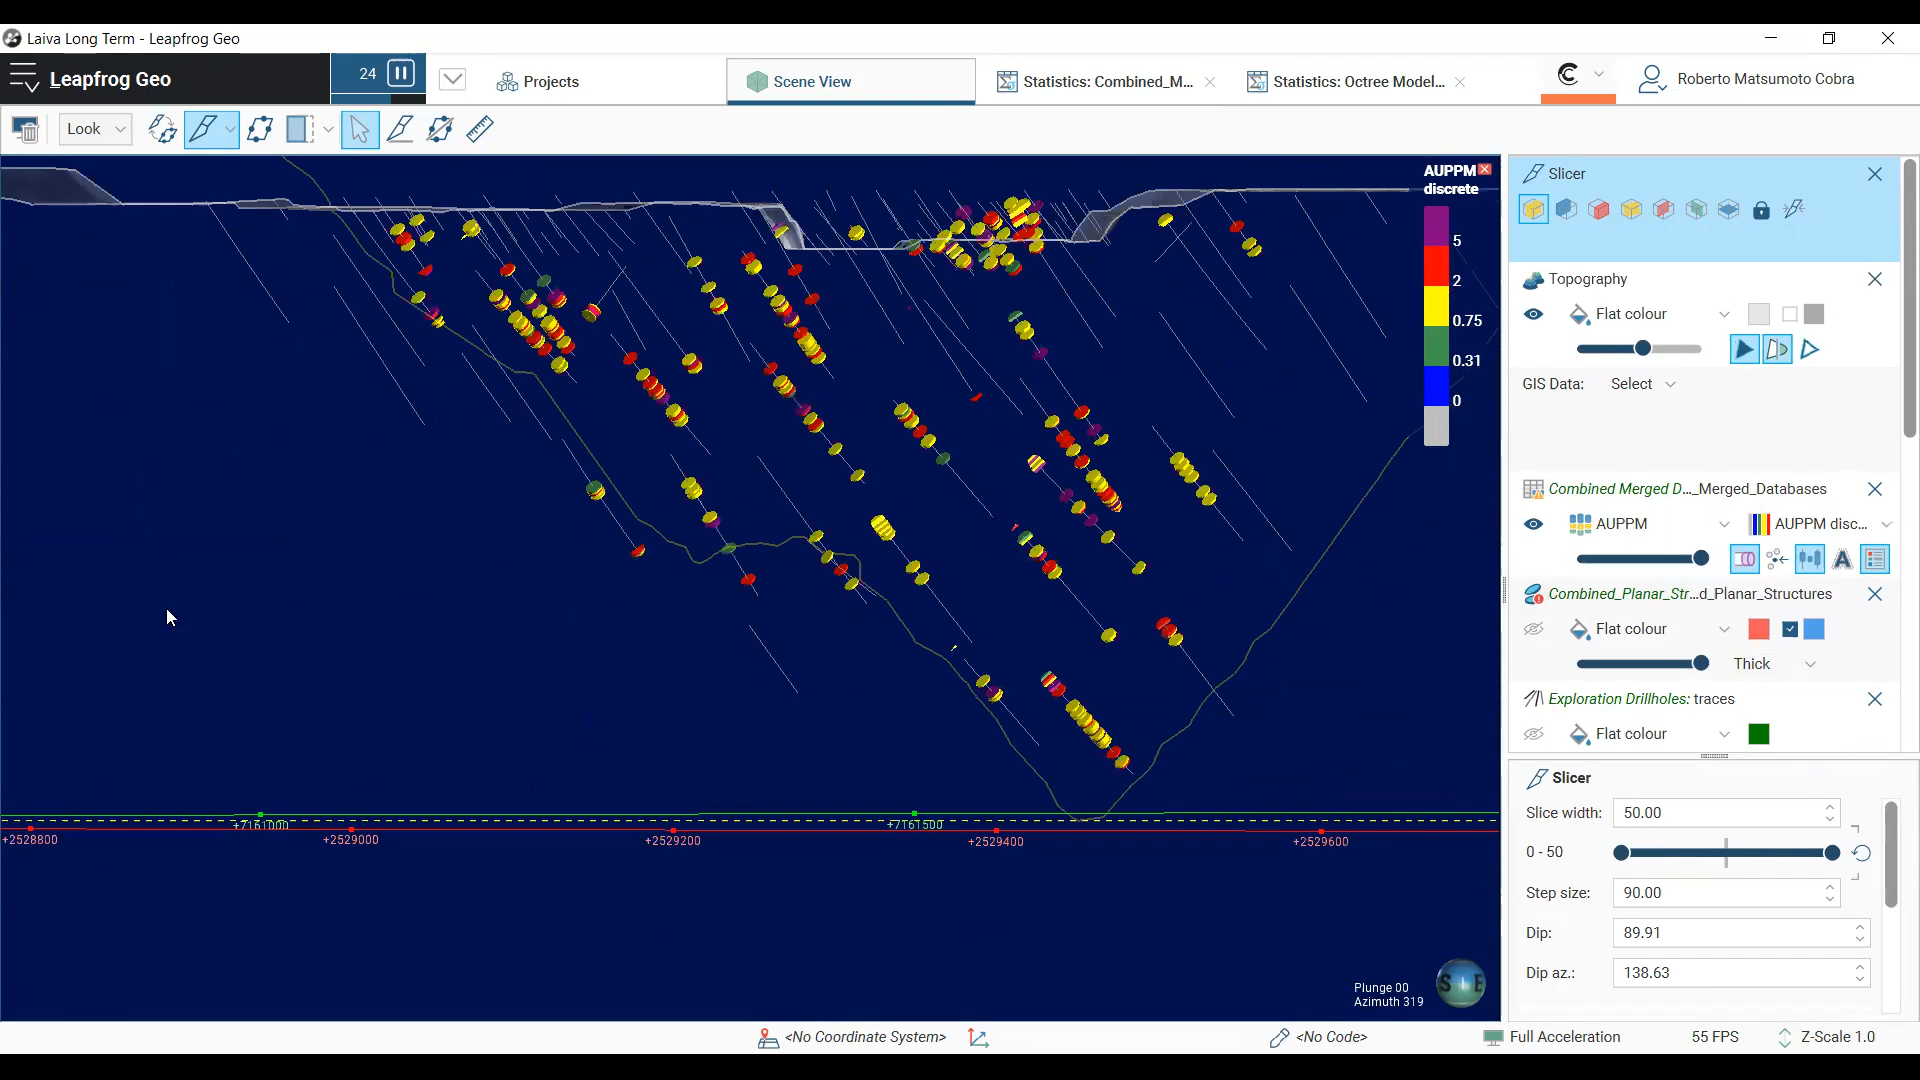 Laiva Long Term - Leapfrog Geo
Leapfrog Geo
24
Projects
Scene View
Statistics: Combined_M...
Statistics: Octree Model...
Roberto Matsumoto Cobra
Look
AUPPM
discrete
5
2
0.75
0.31
0
+7161000
+7161500
+2528800
+2529000
+2529200
+2529400
+2529600
Plunge 00
Azimuth 319
S E
Slicer
Topography
Flat colour
GIS Data: Select
Combined Merged D..._Merged_Databases
AUPPM
AUPPM disc...
Combined_Planar_Str...d_Planar_Structures
Flat colour
Thick
Exploration Drillholes: traces
Flat colour
Slicer
Slice width: 50.00
0 - 50
Step size: 90.00
Dip: 89.91
Dip az.: 138.63
<No Coordinate System>
<No Code>
Full Acceleration
55 FPS
Z-Scale 1.0